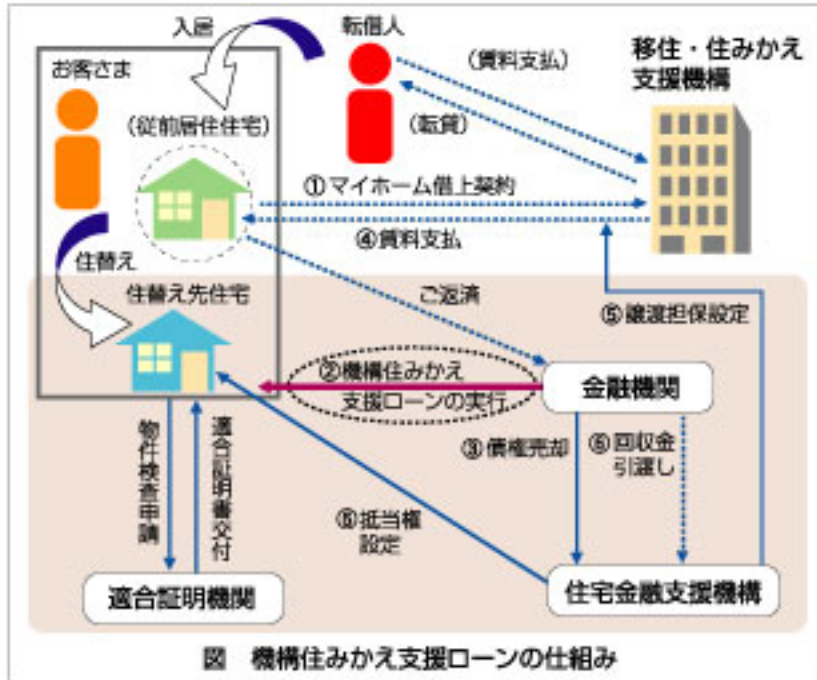 入居
転借人
お客さま
(賃料支払)
移住・住みかえ
支援機構
(従前居住住宅)
(転貸)
①マイホーム借上契約
④賃料支払
住替え
住替え先住宅
ご返済
⑤譲渡担保設定
②機構住みかえ
支援ローンの実行
金融機関
物件検査申請
適合証明書交付
③債権売却
⑥回収金
引渡し
⑤抵当権
設定
適合証明機関
住宅金融支援機構
図 機構住みかえ支援ローンの仕組み